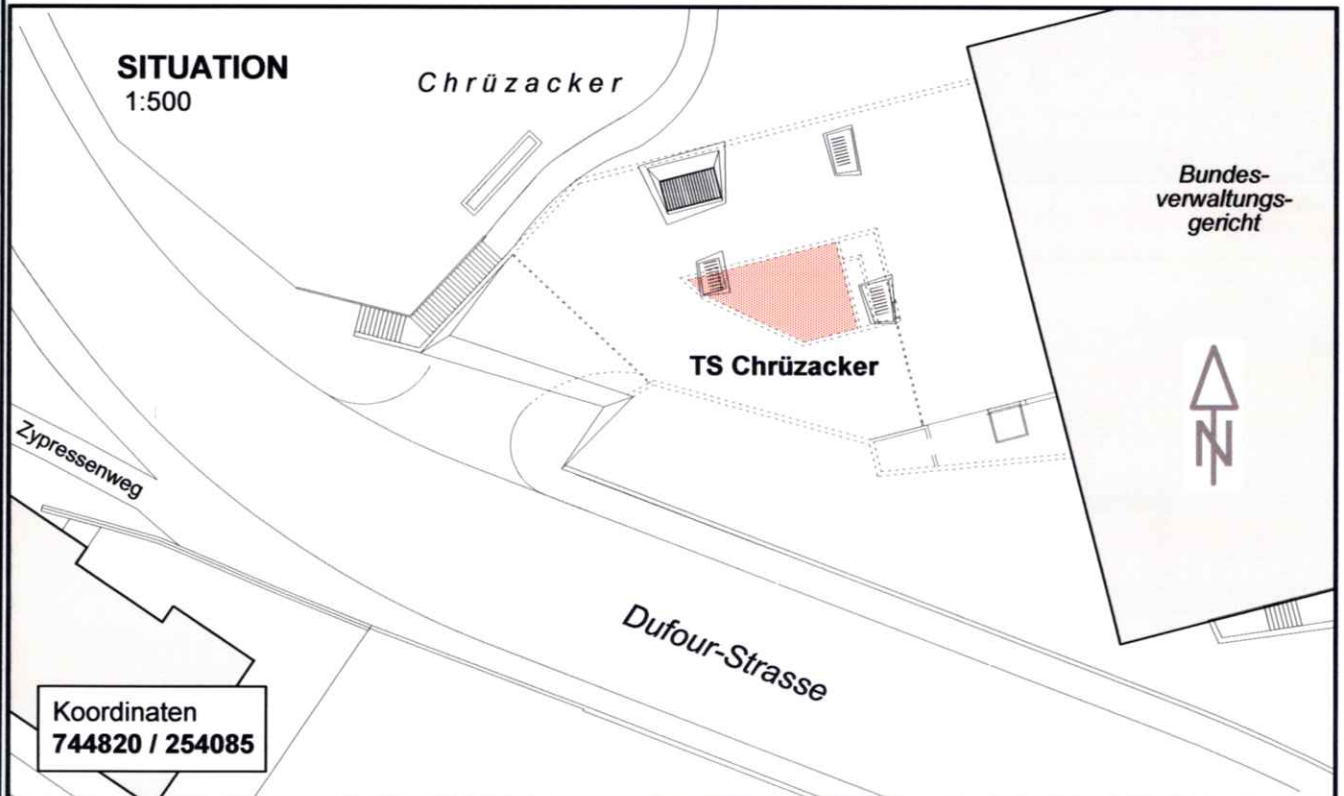 SITUATION
1:500
Chrüzacker
Bundes-
verwaltungs-
gericht
TS Chrüzacker
N
Zypressenweg
Dufour-Strasse
Koordinaten
744820 / 254085